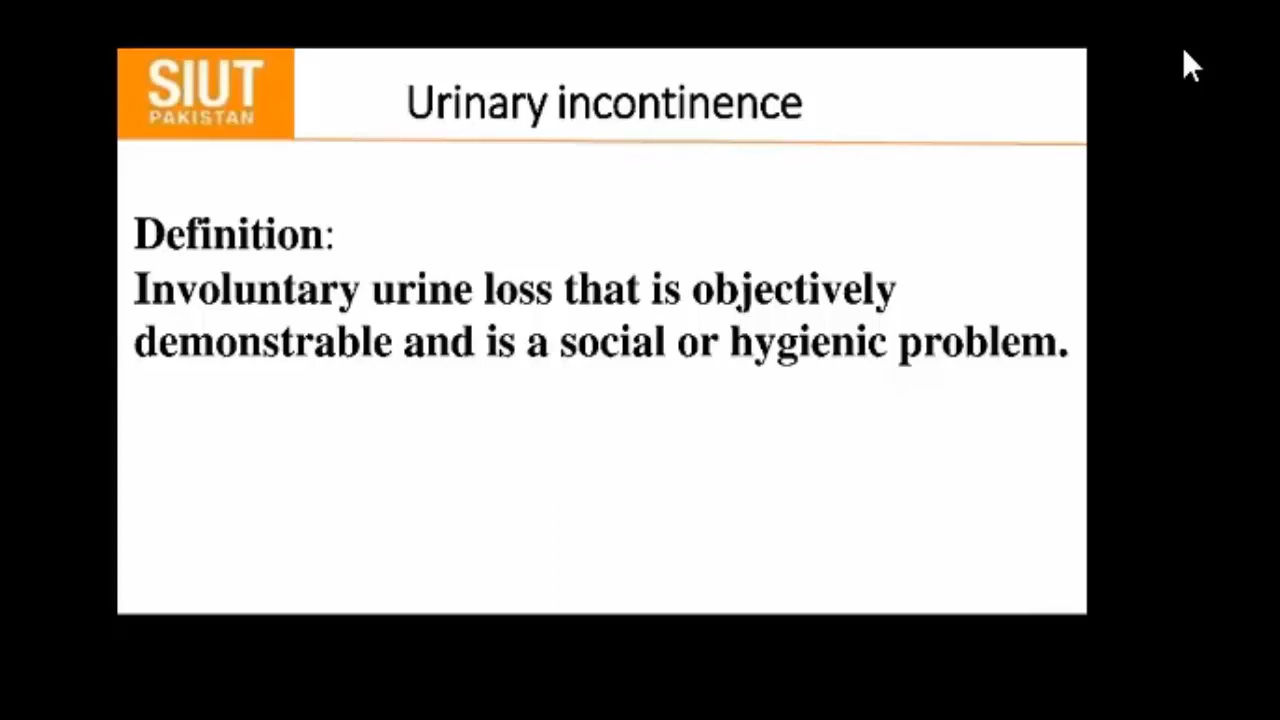 SIUT
PAKISTAN
Urinary incontinence
Definition:
Involuntary urine loss that is objectively
demonstrable and is a social or hygienic problem.